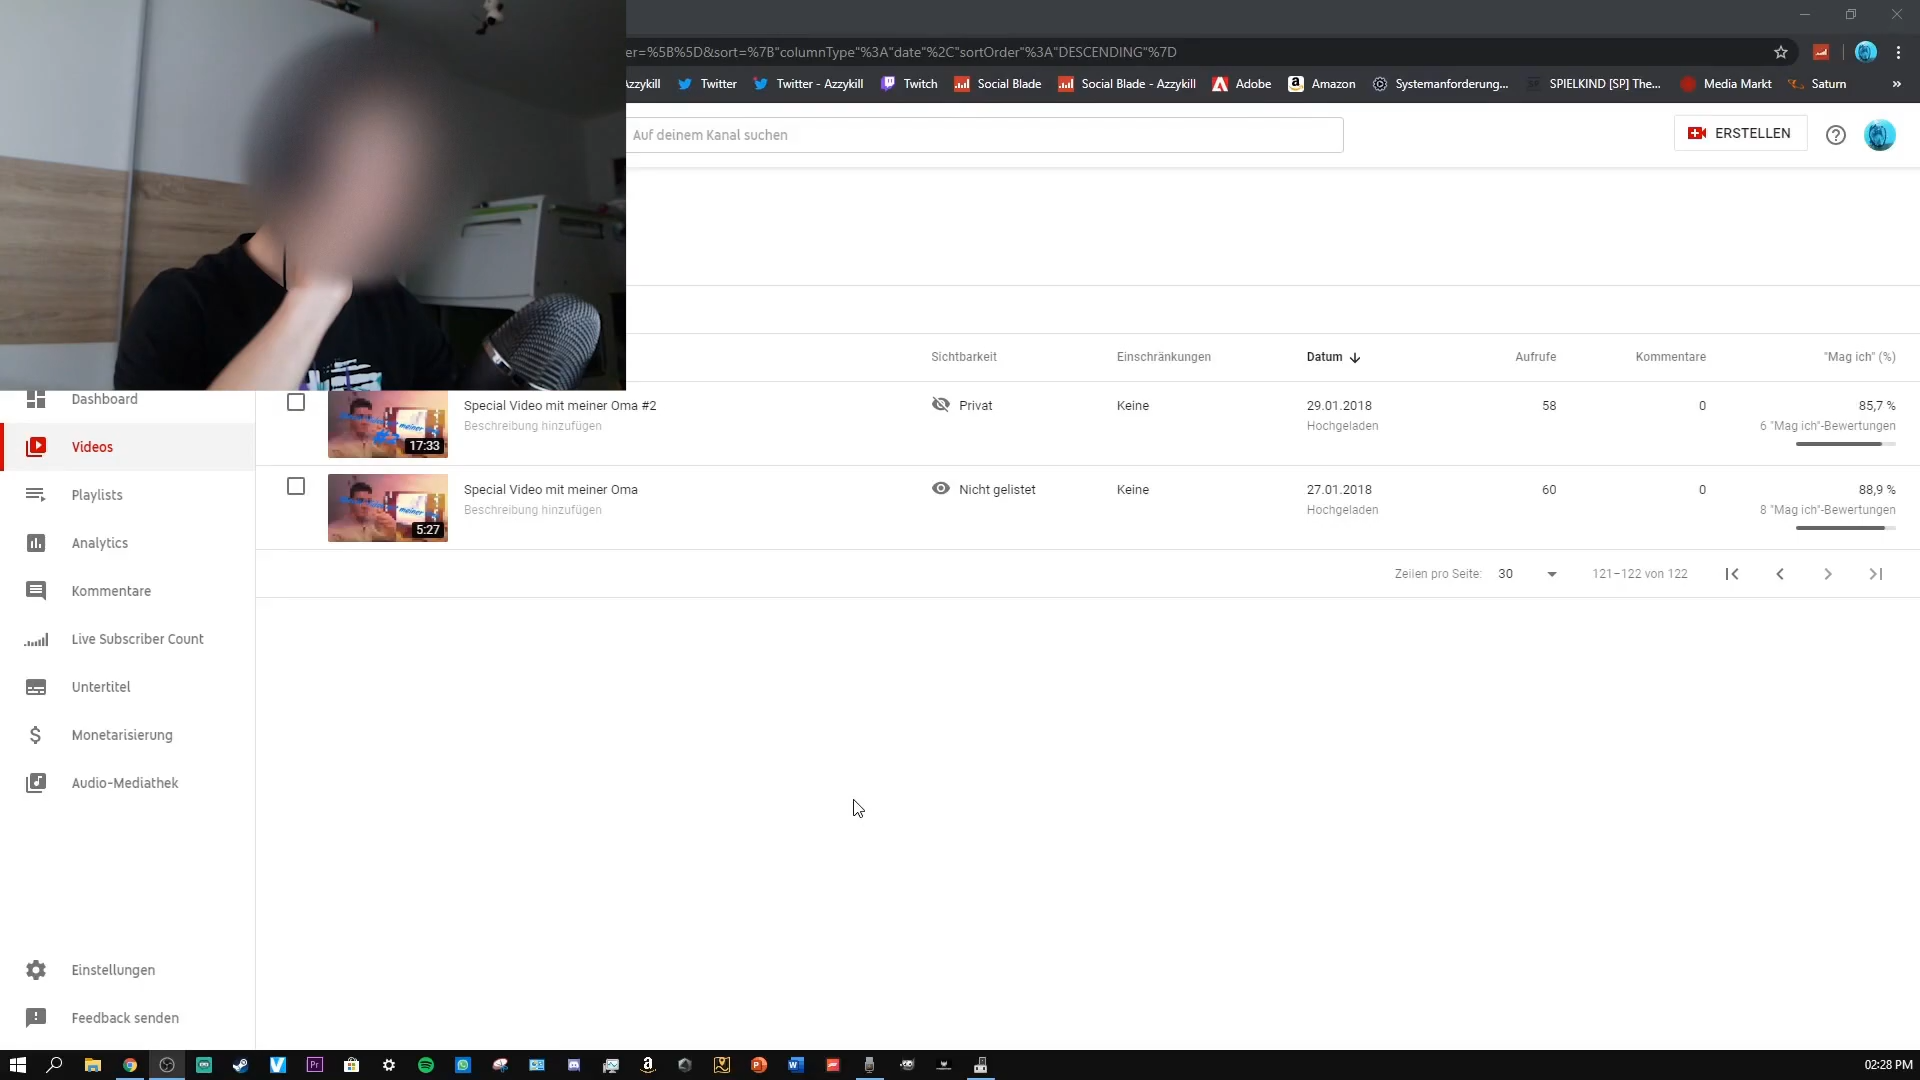 er=%5B%5D&sort=%7B"columnType"%3A"date"%2C"sortOrder"%3A"DESCENDING"%7D
Azzykill Twitter Twitter - Azzykill Twitch Social Blade Social Blade - Azzykill Adobe Amazon Systemanforderung... SPIELKIND [SP] The... Media Markt Saturn »
Auf deinem Kanal suchen
ERSTELLEN
Sichtbarkeit Einschränkungen Datum Aufrufe Kommentare "Mag ich" (%)
Special Video mit meiner Oma #2 Privat Keine 29.01.2018 58 0 85,7 %
Beschreibung hinzufügen Hochgeladen 6 "Mag ich"-Bewertungen
17:33
Special Video mit meiner Oma Nicht gelistet Keine 27.01.2018 60 0 88,9 %
Beschreibung hinzufügen Hochgeladen 8 "Mag ich"-Bewertungen
5:27
Zeilen pro Seite: 30 121–122 von 122
Dashboard
Videos
Playlists
Analytics
Kommentare
Live Subscriber Count
Untertitel
Monetarisierung
Audio-Mediathek
Einstellungen
Feedback senden
02:28 PM